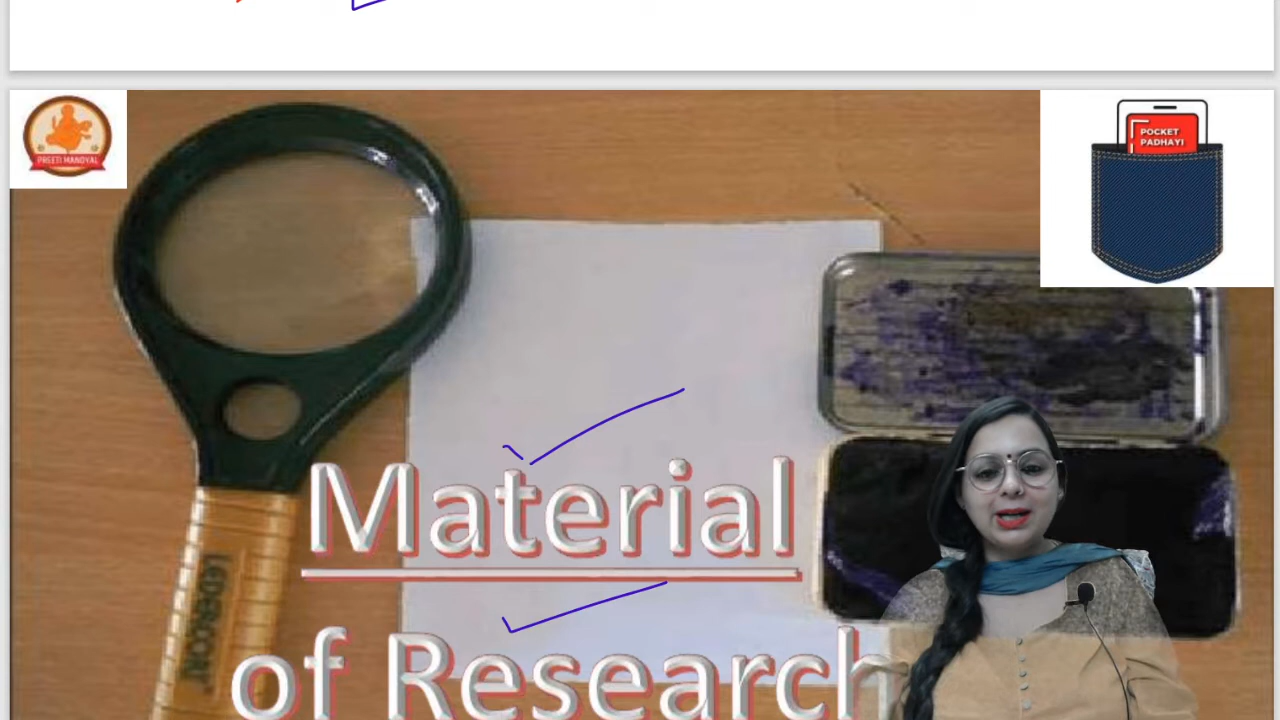 PREETI MANDYAL
POCKET
PADHAYI
Material
of Research